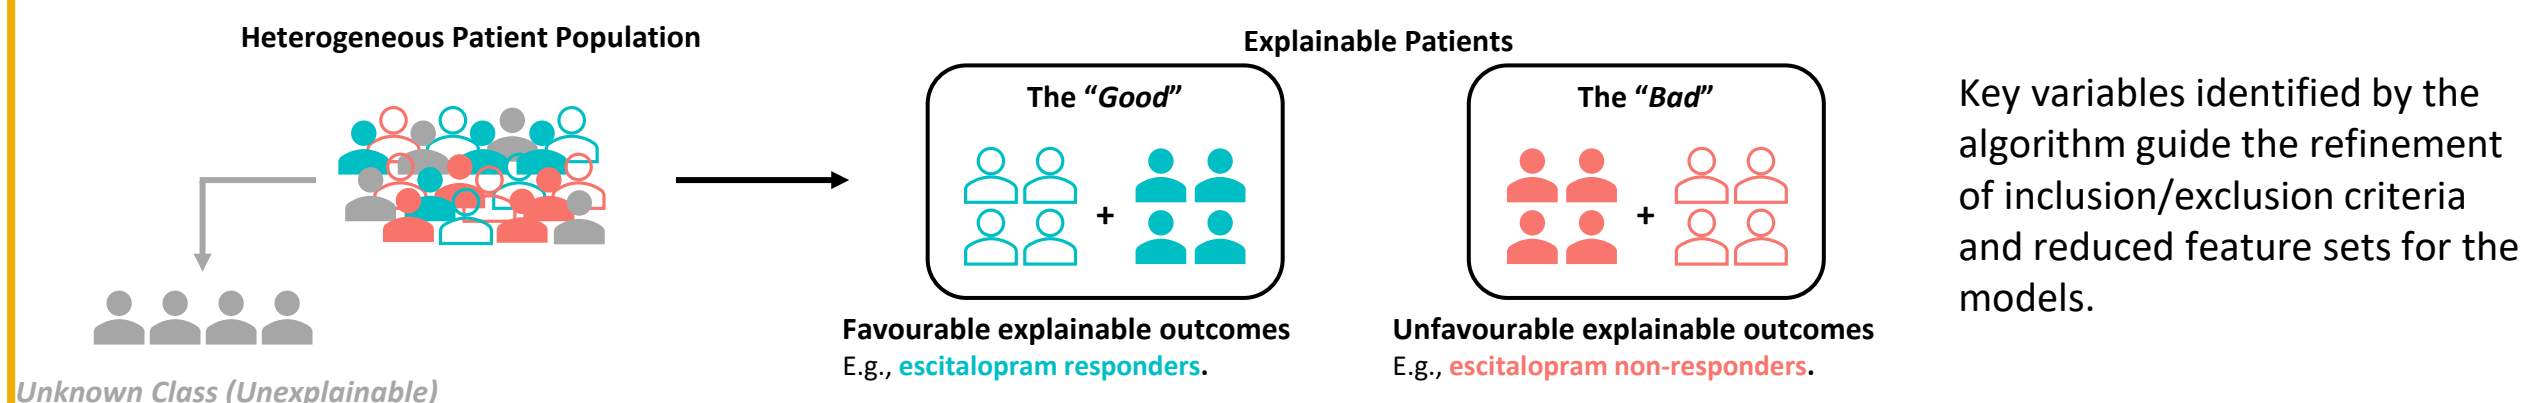 Heterogeneous Patient Population
Unknown Class (Unexplainable)
Explainable Patients
The “Good”
+
Favourable explainable outcomes
E.g., escitalopram responders.
The “Bad”
+
Unfavourable explainable outcomes
E.g., escitalopram non-responders.
Key variables identified by the
algorithm guide the refinement
of inclusion/exclusion criteria
and reduced feature sets for the
models.